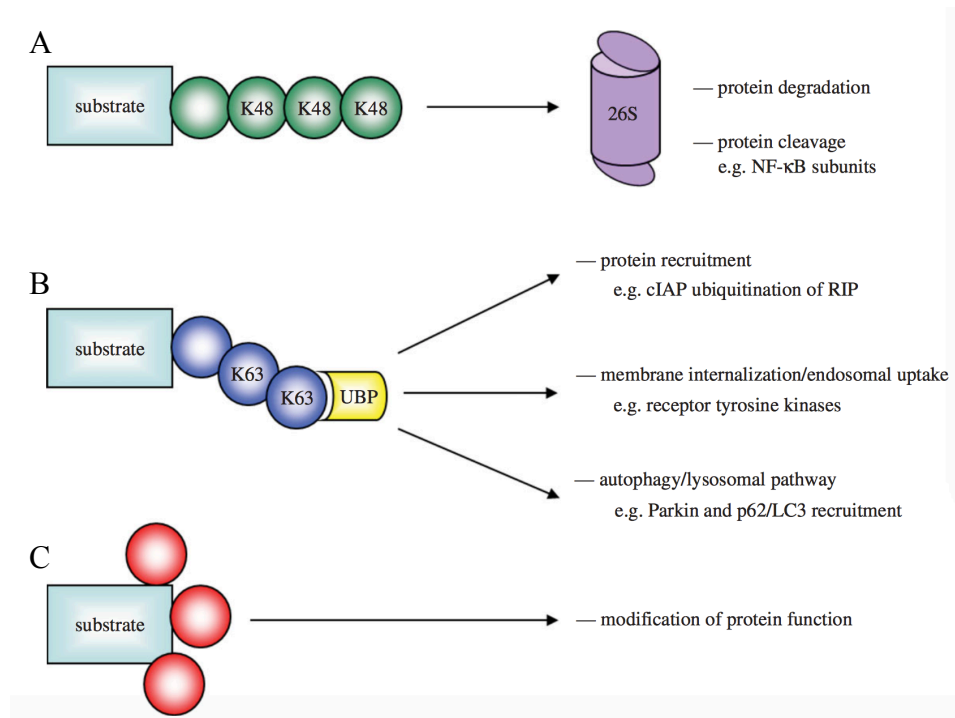 A
substrate
K48
K48
K48
26S
— protein degradation
— protein cleavage
e.g. NF-κB subunits
B
substrate
K63
K63
UBP
— protein recruitment
e.g. cIAP ubiquitination of RIP
— membrane internalization/endosomal uptake
e.g. receptor tyrosine kinases
— autophagy/lysosomal pathway
e.g. Parkin and p62/LC3 recruitment
C
substrate
— modification of protein function